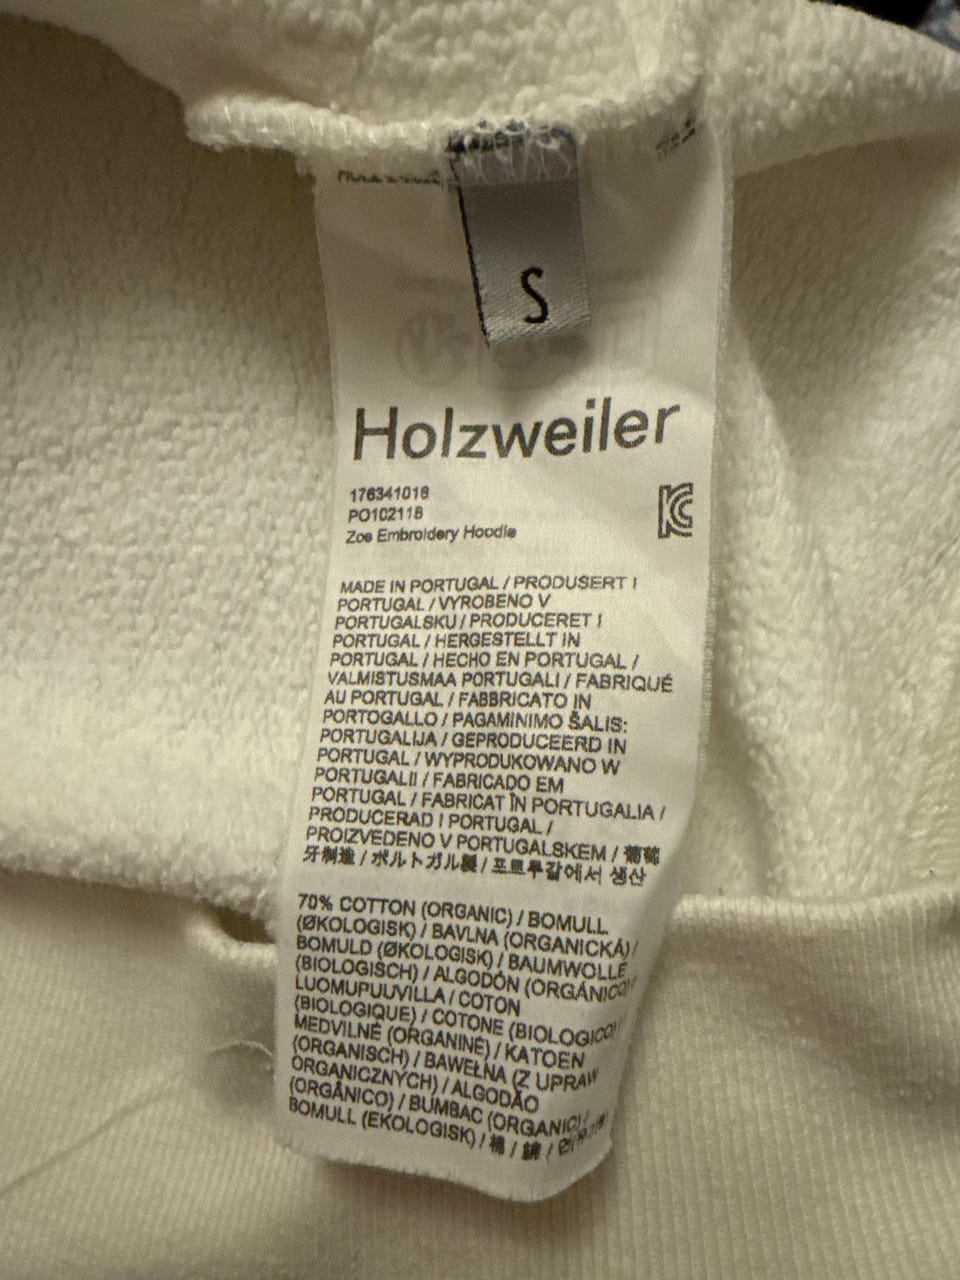 S
Holzweiler
176341018
PO102118
Zoe Embroidery Hoodie
MADE IN PORTUGAL / PRODUSERT I
PORTUGAL / VYROBENO V
PORTUGALSKU / PRODUCERET I
PORTUGAL / HERGESTELLT IN
PORTUGAL / HECHO EN PORTUGAL /
VALMISTUSMAA PORTUGALI / FABRIQUÉ
AU PORTUGAL / FABBRICATO IN
PORTOGALLO / PAGAMINIMO ŠALIS:
PORTUGALIJA / GEPRODUCEERD IN
PORTUGAL / WYPRODUKOWANO W
PORTUGALII / FABRICADO EM
PORTUGAL / FABRICAT ÎN PORTUGALIA /
PRODUCERAD I PORTUGAL /
PROIZVEDENO V PORTUGALSKEM / 葡萄
牙制造 / ポルトガル製 / 포르투갈에서 생산
70% COTTON (ORGANIC) / BOMULL
(ØKOLOGISK) / BAVLNA (ORGANICKÁ) /
BOMULD (ØKOLOGISK) / BAUMWOLLE
(BIOLOGISCH) / ALGODÓN (ORGÁNICO) /
LUOMUPUUVILLA / COTON
(BIOLOGIQUE) / COTONE (BIOLOGICO) /
MEDVILNĖ (ORGANINĖ) / KATOEN
(ORGANISCH) / BAWEŁNA (Z UPRAW
ORGANICZNYCH) / ALGODÃO
(ORGÂNICO) / BUMBAC (ORGANIC) /
BOMULL (EKOLOGISK) / 棉 / 綿 /